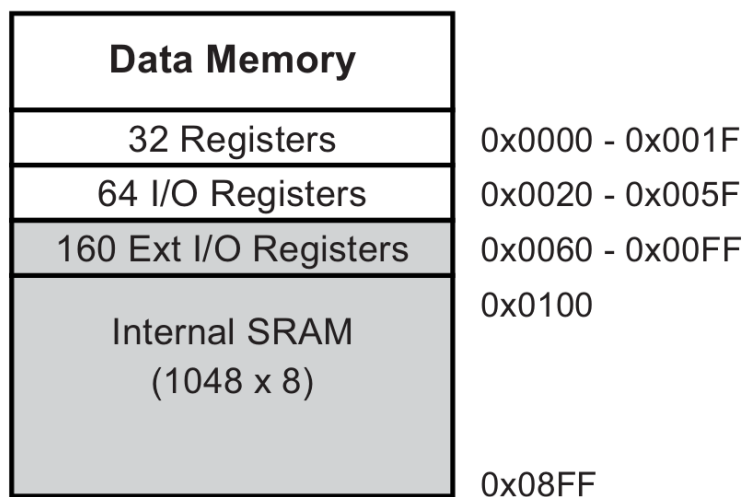 Data Memory
32 Registers 0x0000 - 0x001F
64 I/O Registers 0x0020 - 0x005F
160 Ext I/O Registers 0x0060 - 0x00FF
0x0100
Internal SRAM
(1048 x 8)
0x08FF